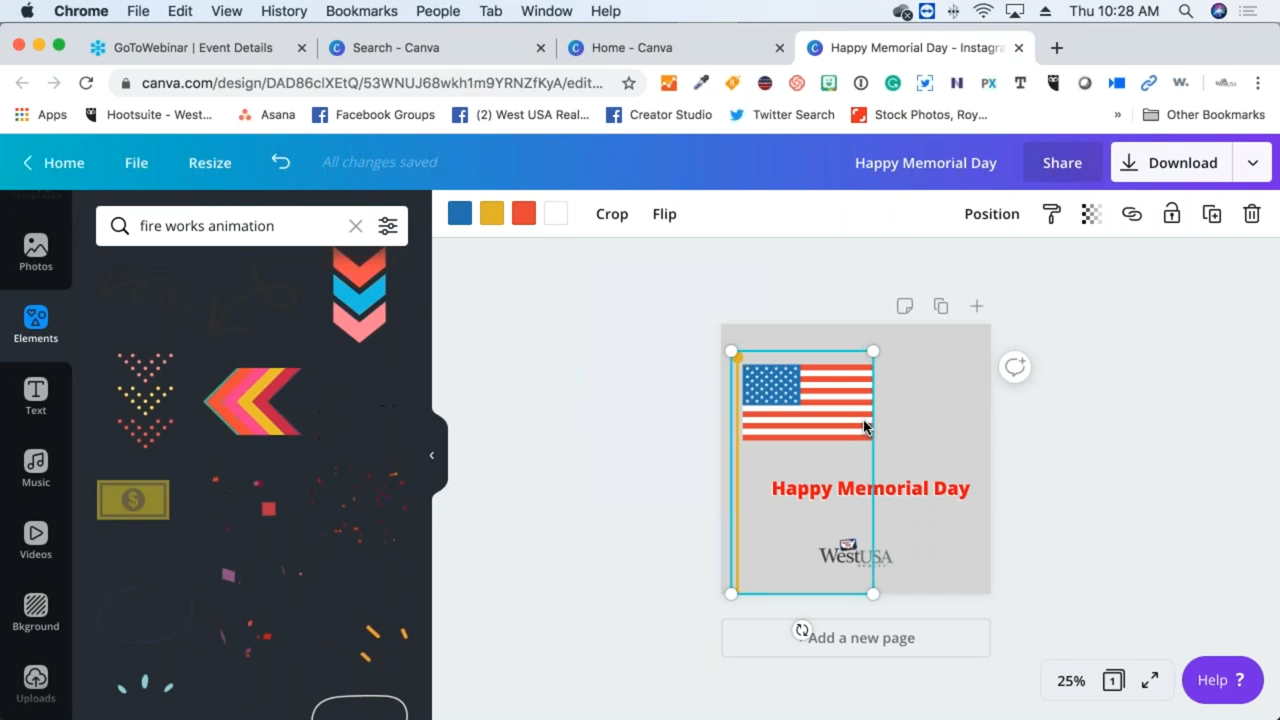 Chrome File Edit View History Bookmarks People Tab Window Help Thu 10:28 AM
GoToWebinar | Event Details Search - Canva Home - Canva Happy Memorial Day - Instagra
canva.com/design/DAD86clXEtQ/53WNUJ68wkh1m9YRNZfKyA/edit...
Apps Hootsuite - West... Asana Facebook Groups (2) West USA Real... Creator Studio Twitter Search Stock Photos, Roy... » Other Bookmarks
Home File Resize All changes saved Happy Memorial Day Share Download
fire works animation
Crop Flip Position
Photos
Elements
Text
Music
Videos
Bkground
Uploads
Happy Memorial Day
WestUSA
REALTY
Add a new page
25% 1 Help ?